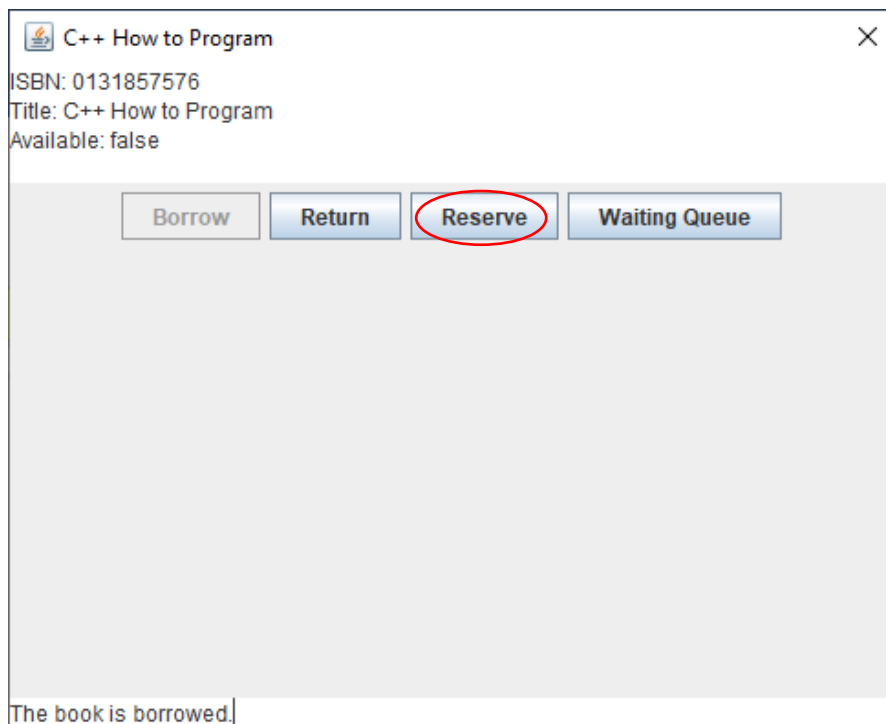 C++ How to Program
ISBN: 0131857576
Title: C++ How to Program
Available: false
Borrow Return Reserve Waiting Queue
The book is borrowed.